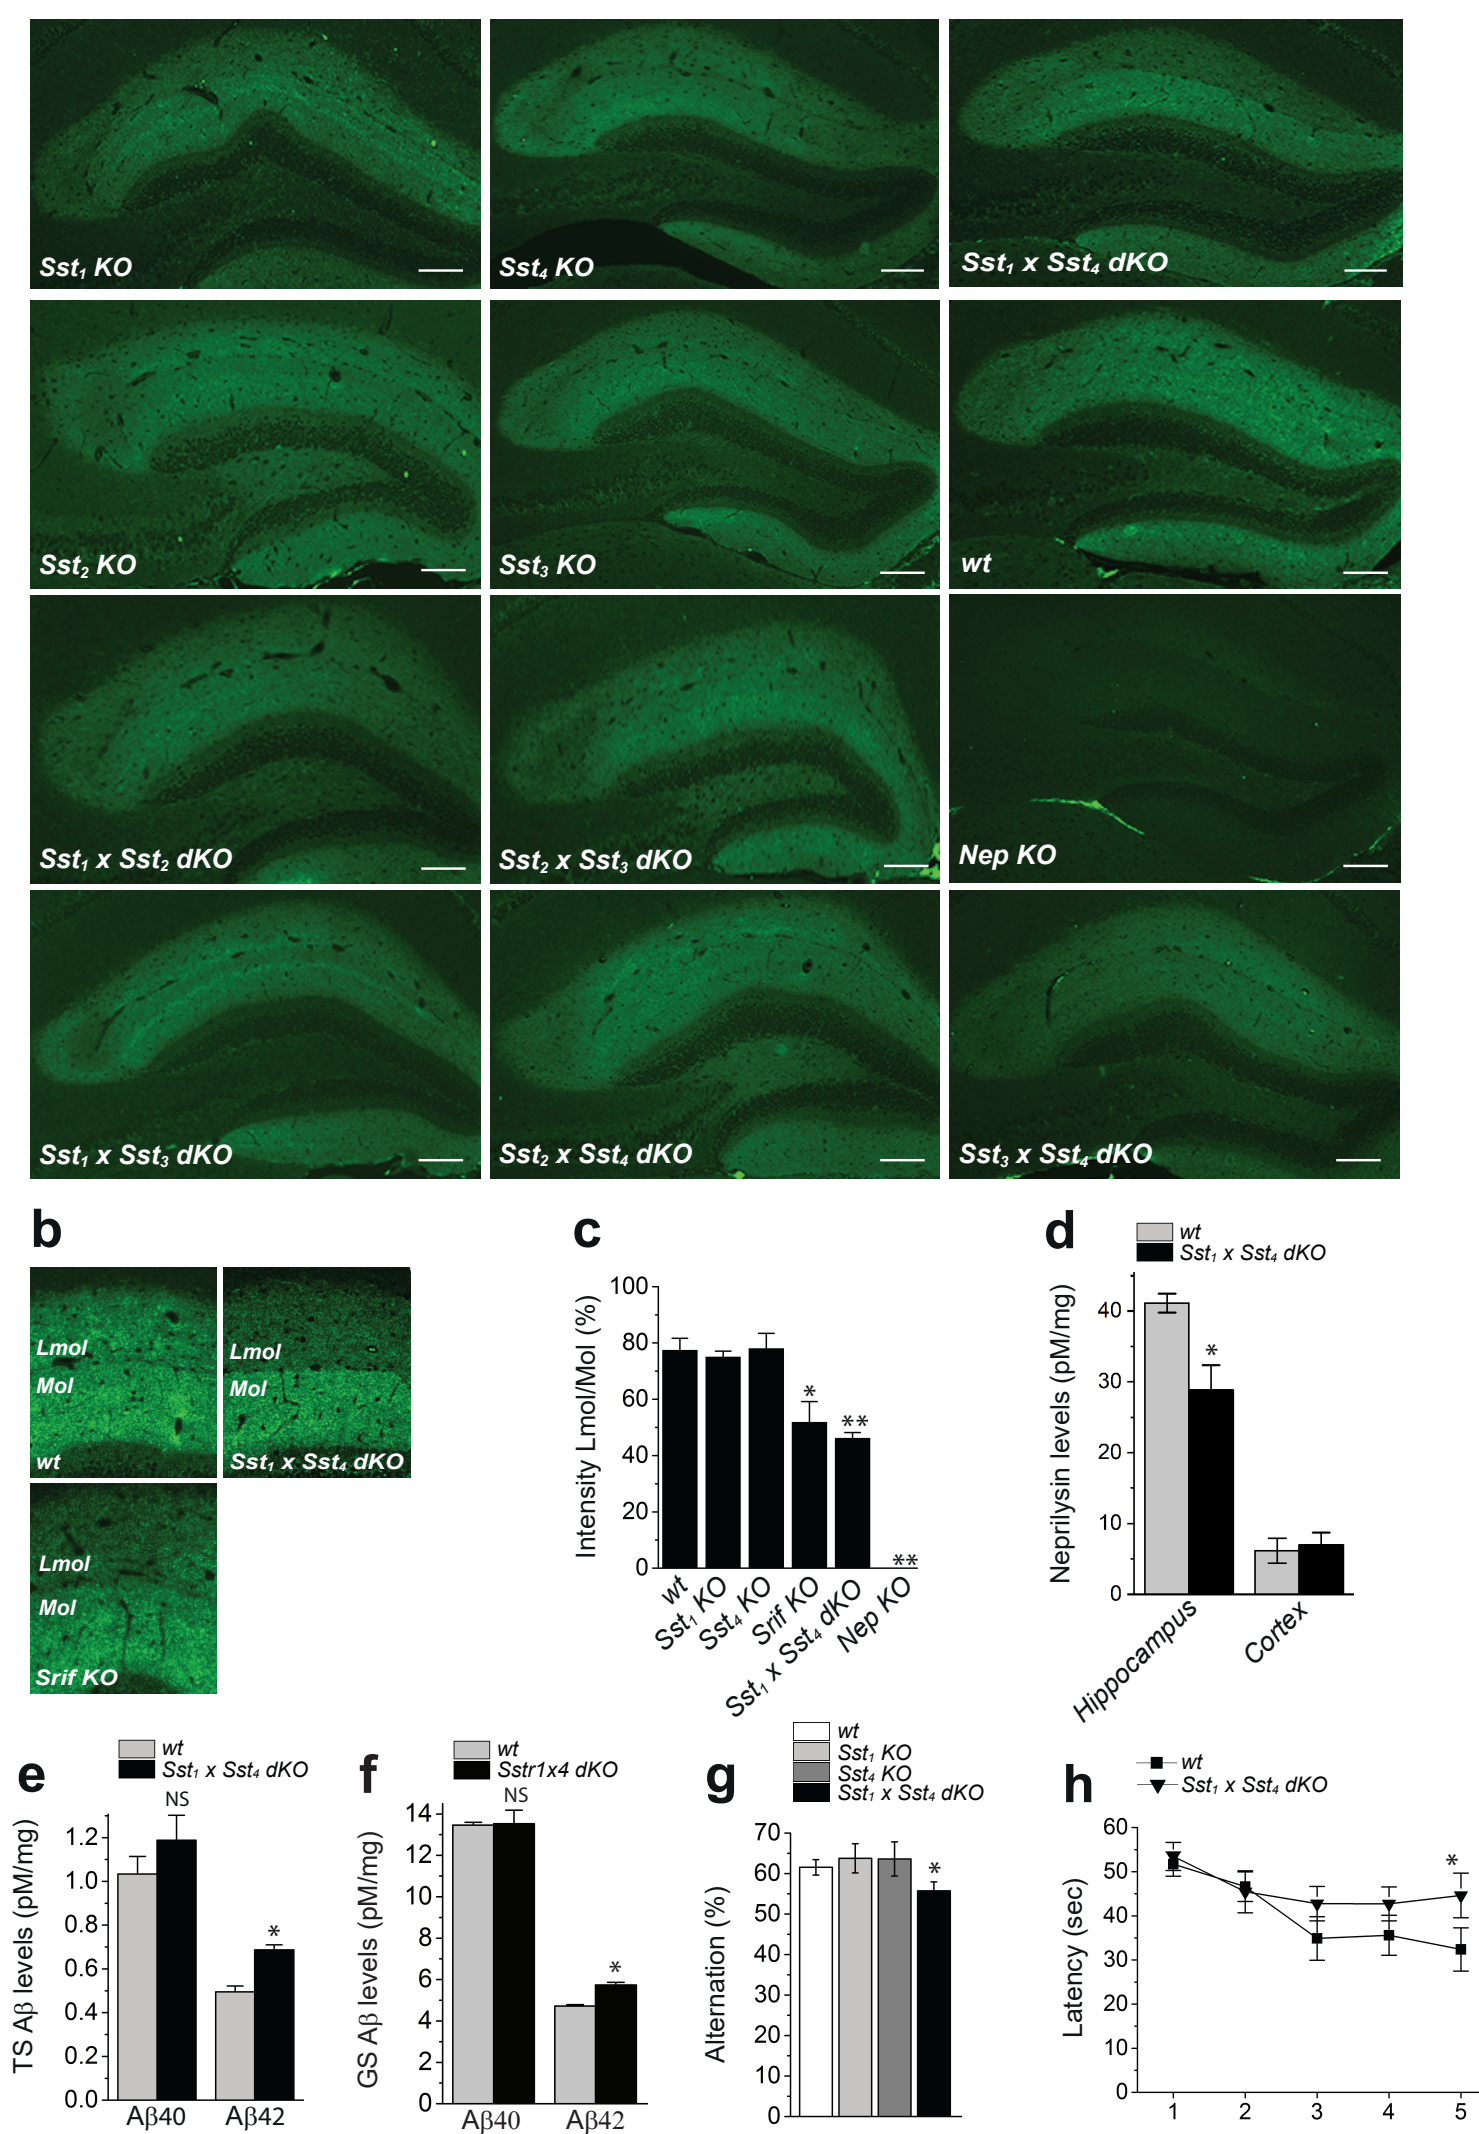 Sst1 KO
Sst4 KO
Sst1 x Sst4 dKO
Sst2 KO
Sst3 KO
wt
Sst1 x Sst2 dKO
Sst2 x Sst3 dKO
Nep KO
Sst1 x Sst3 dKO
Sst2 x Sst4 dKO
Sst3 x Sst4 dKO
b
Lmol
Mol
wt
Lmol
Mol
Sst1 x Sst4 dKO
Lmol
Mol
Srif KO
c
Intensity Lmol/Mol (%)
100
80
60
40
20
0
*
**
**
wt
Sst1 KO
Sst4 KO
Srif KO
Sst1 x Sst4 dKO
Nep KO
d
wt
Sst1 x Sst4 dKO
Neprilysin levels (pM/mg)
40
30
20
10
0
*
Hippocampus
Cortex
e
wt
Sst1 x Sst4 dKO
TS Aβ levels (pM/mg)
1.2
1.0
0.8
0.6
0.4
0.2
0.0
NS
*
Aβ40
Aβ42
f
wt
Sstr1x4 dKO
GS Aβ levels (pM/mg)
14
12
10
8
6
4
2
0
NS
*
Aβ40
Aβ42
g
wt
Sst1 KO
Sst4 KO
Sst1 x Sst4 dKO
Alternation (%)
70
60
50
40
30
20
10
0
*
h
wt
Sst1 x Sst4 dKO
Latency (sec)
60
50
40
30
20
10
0
*
1
2
3
4
5